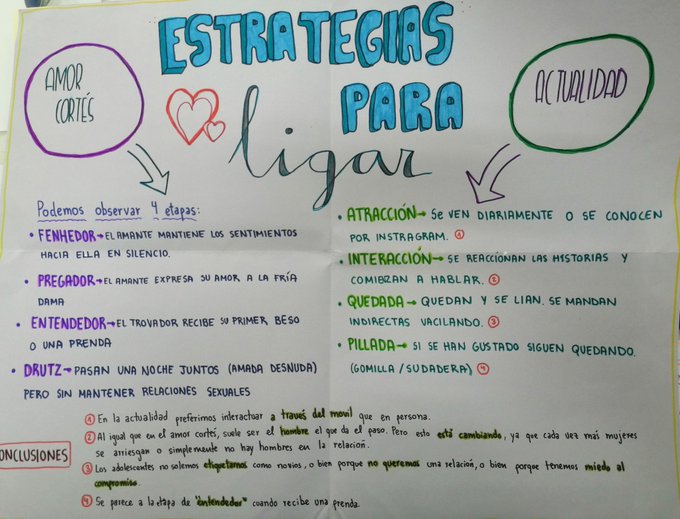 ESTRATEGIAS
PARA
ligar
AMOR
CORTÉS
ACTUALIDAD
Podemos observar 4 etapas:
• FENHEDOR→ EL AMANTE MANTIENE LOS SENTIMIENTOS
HACIA ELLA EN SILENCIO.
• PREGADOR→ EL AMANTE EXPRESA SU AMOR A LA FRÍA
DAMA
• ENTENDEDOR→ EL TROVADOR RECIBE SU PRIMER BESO
O UNA PRENDA
• DRUTZ→ PASAN UNA NOCHE JUNTOS (AMADA DESNUDA)
PERO SIN MANTENER RELACIONES SEXUALES
• ATRACCIÓN→ SE VEN DIARIAMENTE O SE CONOCEN
POR INSTRAGRAM. ①
• INTERACCIÓN→ SE REACCIONAN LAS HISTORIAS Y
COMIENZAN A HABLAR. ②
• QUEDADA→ QUEDAN Y SE LIAN. SE MANDAN
INDIRECTAS VACILANDO. ③
• PILLADA→ SI SE HAN GUSTADO SIGUEN QUEDANDO.
(GOMILLA / SUDADERA) ④
ONCLUSIONES
① En la actualidad preferimos interactuar a través del movil que en persona.
② Al igual que en el amor cortés, suele ser el hombre el que da el paso. Pero esto está cambiando, ya que cada vez más mujeres
se arriesgan o simplemente no hay hombres en la relación.
③ Los adolescentes no solemos etiquetarnos como novios, o bien porque no queremos una relación, o bien porque tenemos miedo al
compromiso.
④ Se parece a la etapa de "entendedor" cuando recibe una prenda.